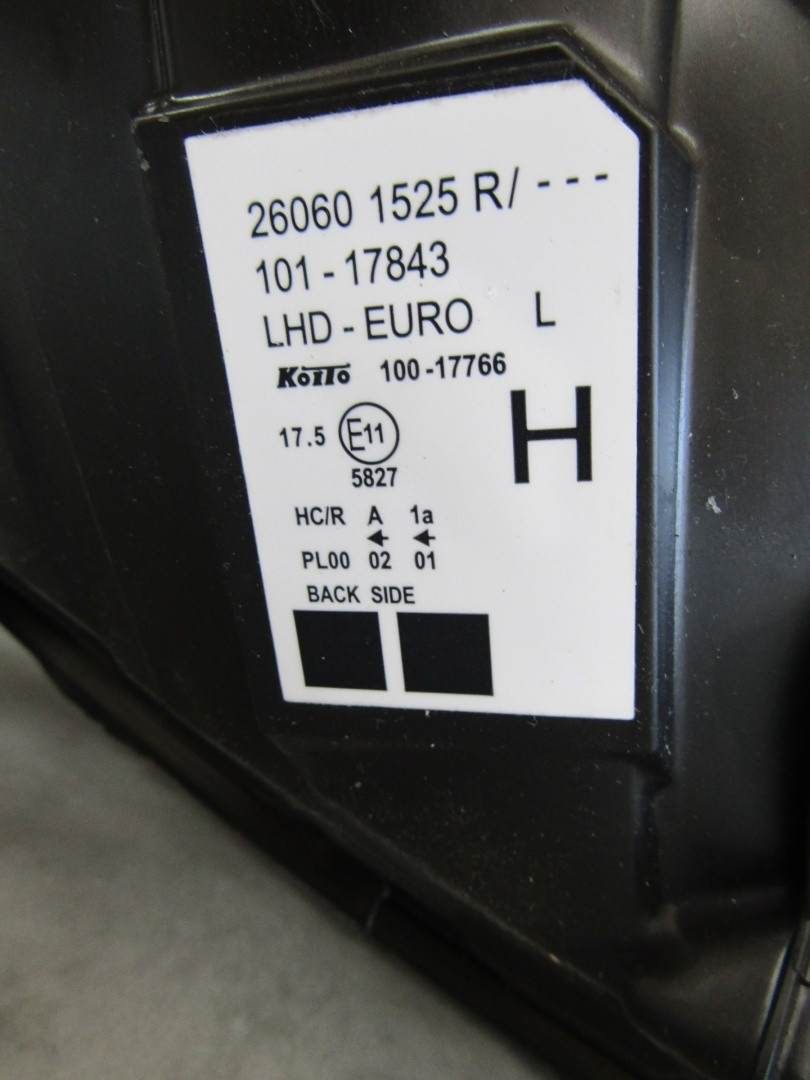 26060 1525 R/ ---
101-17843
LHD-EURO L
KOITO 100-17766
H
17.5 E11
5827
HC/R A 1a
← ←
PL00 02 01
BACK SIDE